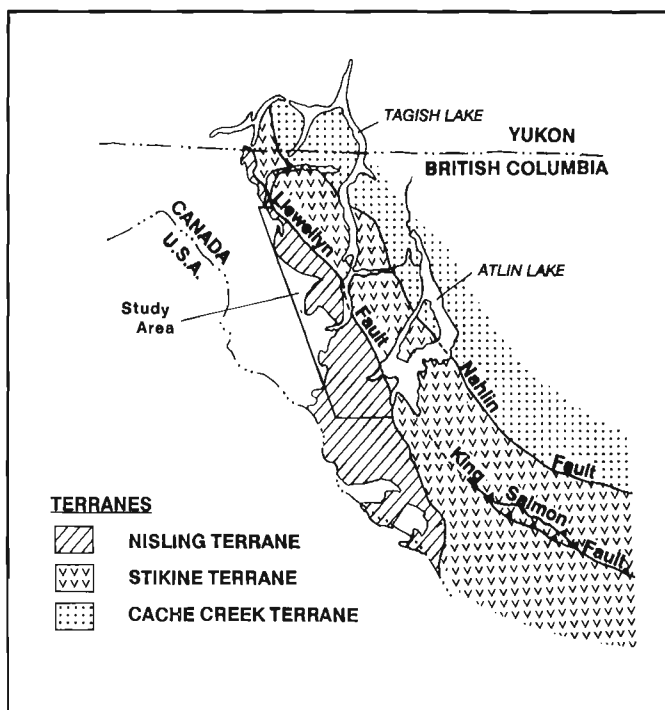 TAGISH LAKE
YUKON
BRITISH COLUMBIA
CANADA
U.S.A.
Llewellyn
Fault
ATLIN LAKE
Study
Area
Nahlin
Fault
King
Salmon
Fault
TERRANES
NISLING TERRANE
STIKINE TERRANE
CACHE CREEK TERRANE